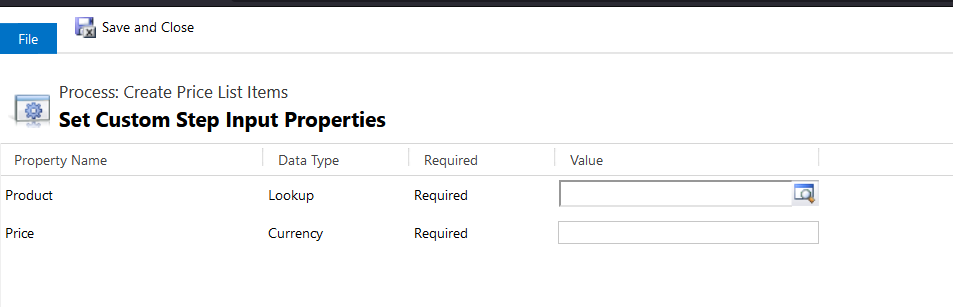 File
Save and Close
Process: Create Price List Items
Set Custom Step Input Properties
Property Name Data Type Required Value
Product Lookup Required
Price Currency Required